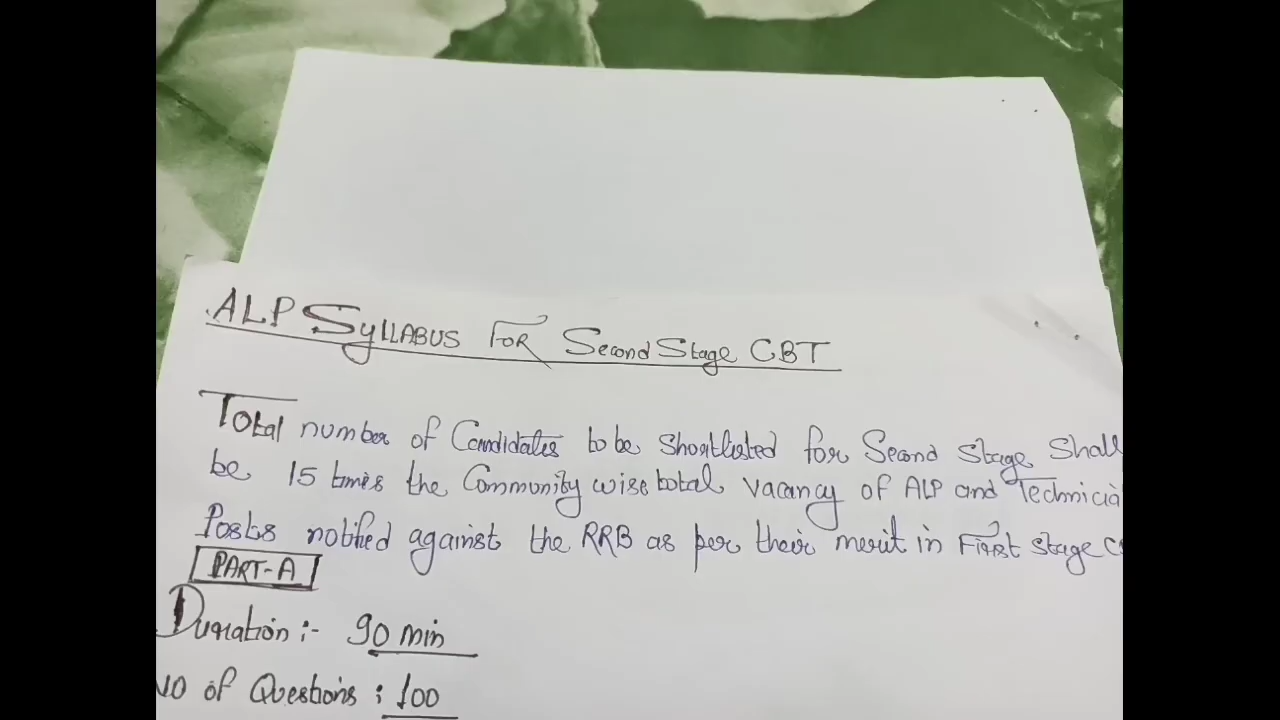 ALP SYLLABUS FOR Second Stage CBT
Total number of Candidates to be Shortlisted for Second Stage Shall
be 15 times the Community wise total vacancy of ALP and Technicia
Posts notified against the RRB as per their merit in First Stage C
PART-A
Duration :- 90 min
No of Questions : 100